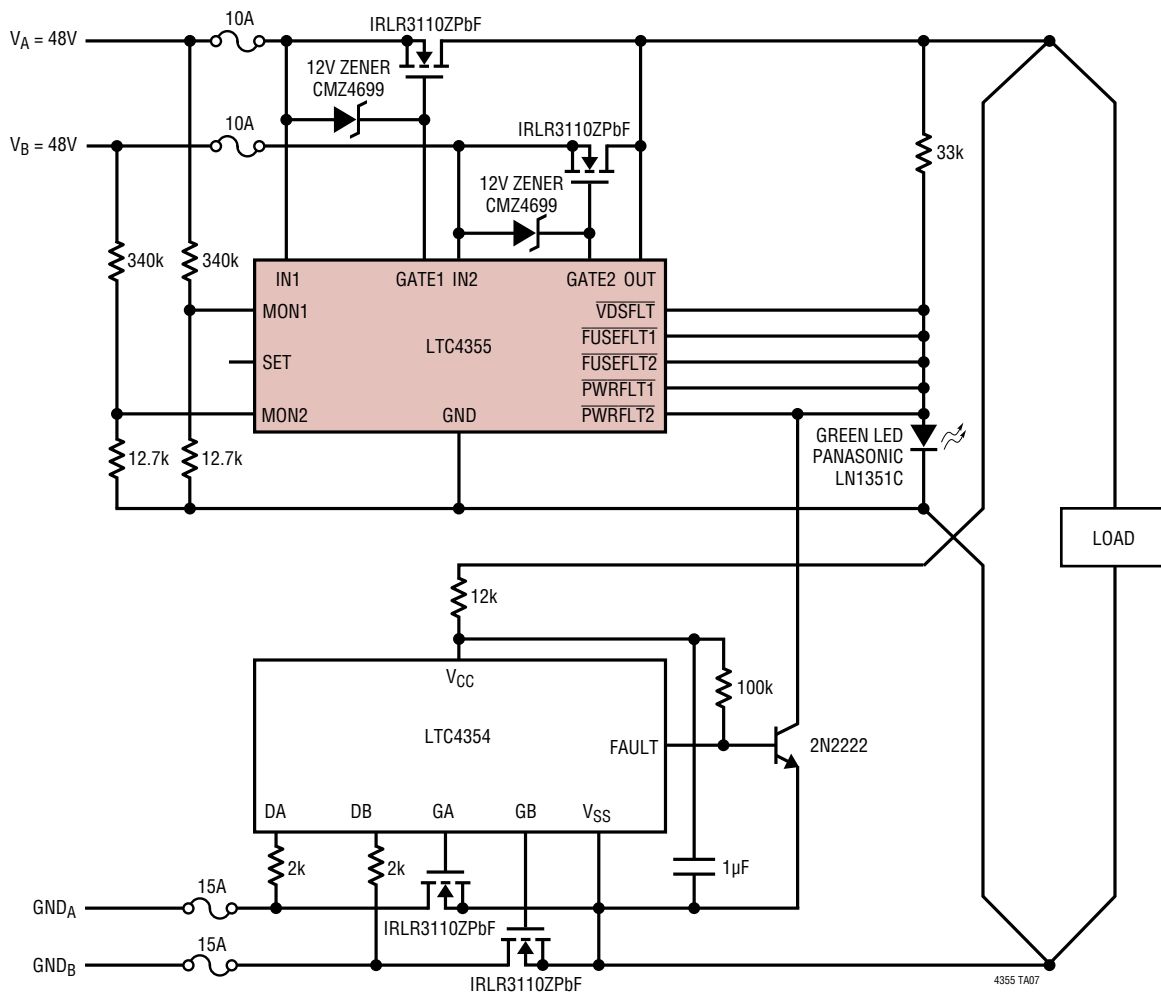 10A
V_A = 48V
IRLR3110ZPbF
12V ZENER
CMZ4699
10A
V_B = 48V
IRLR3110ZPbF
33k
12V ZENER
CMZ4699
340k
340k
IN1
GATE1
IN2
GATE2
OUT
MON1
VDSFLT
FUSEFLT1
LTC4355
SET
FUSEFLT2
PWRFLT1
MON2
GND
PWRFLT2
GREEN LED
PANASONIC
LN1351C
12.7k
12.7k
LOAD
12k
V_CC
100k
LTC4354
FAULT
2N2222
DA
DB
GA
GB
V_SS
2k
2k
1µF
15A
GND_A
IRLR3110ZPbF
15A
GND_B
IRLR3110ZPbF
4355 TA07